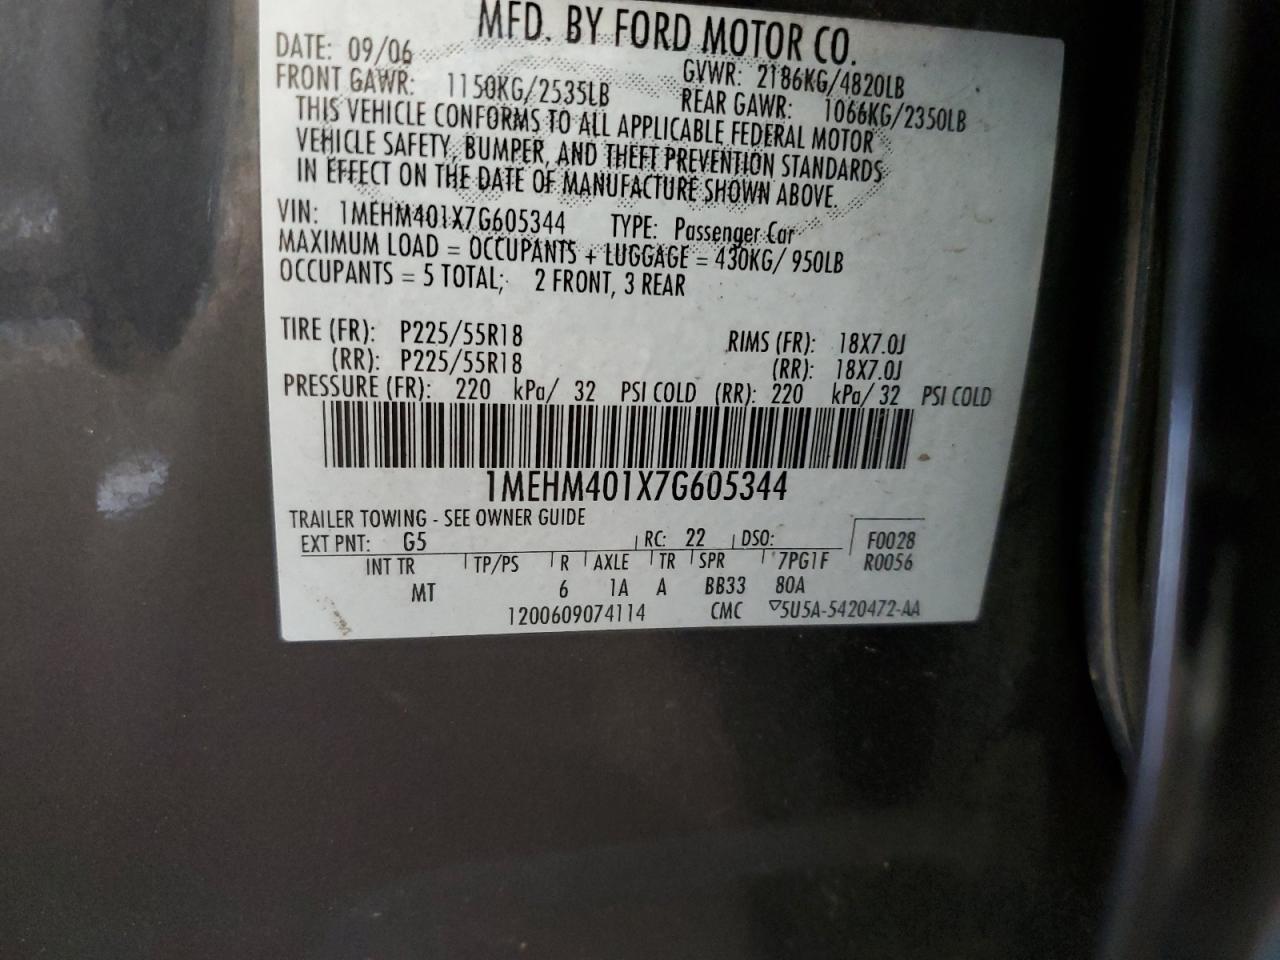 MFD. BY FORD MOTOR CO.
DATE: 09/06 GVWR: 2186KG/4820LB
FRONT GAWR: 1150KG/2535LB REAR GAWR: 1066KG/2350LB
THIS VEHICLE CONFORMS TO ALL APPLICABLE FEDERAL MOTOR
VEHICLE SAFETY, BUMPER, AND THEFT PREVENTION STANDARDS
IN EFFECT ON THE DATE OF MANUFACTURE SHOWN ABOVE.
VIN: 1MEHM401X7G605344 TYPE: Passenger Car
MAXIMUM LOAD = OCCUPANTS + LUGGAGE = 430KG/ 950LB
OCCUPANTS = 5 TOTAL; 2 FRONT, 3 REAR
TIRE (FR): P225/55R18 RIMS (FR): 18X7.0J
(RR): P225/55R18 (RR): 18X7.0J
PRESSURE (FR): 220 kPa/ 32 PSI COLD (RR): 220 kPa/ 32 PSI COLD
1MEHM401X7G605344
TRAILER TOWING - SEE OWNER GUIDE
EXT PNT: G5 RC: 22 DSO: F0028
INT TR TP/PS R AXLE TR SPR 7PG1F R0056
MT 6 1A A BB33 80A
1200609074114 CMC ▽5U5A-5420472-AA